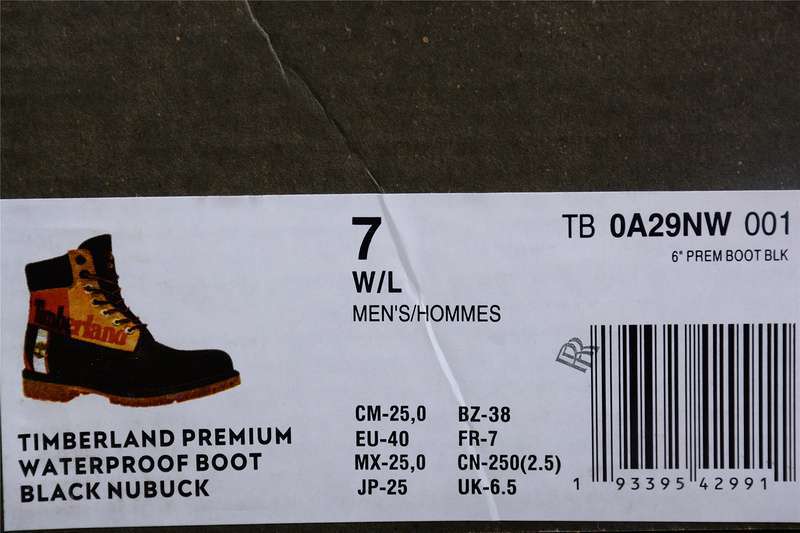 7
W/L
MEN'S/HOMMES
TB 0A29NW 001
6" PREM BOOT BLK
Timberland
TIMBERLAND PREMIUM
WATERPROOF BOOT
BLACK NUBUCK
CM-25,0 BZ-38
EU-40 FR-7
MX-25,0 CN-250(2.5)
JP-25 UK-6.5
RR
1 93395 42991